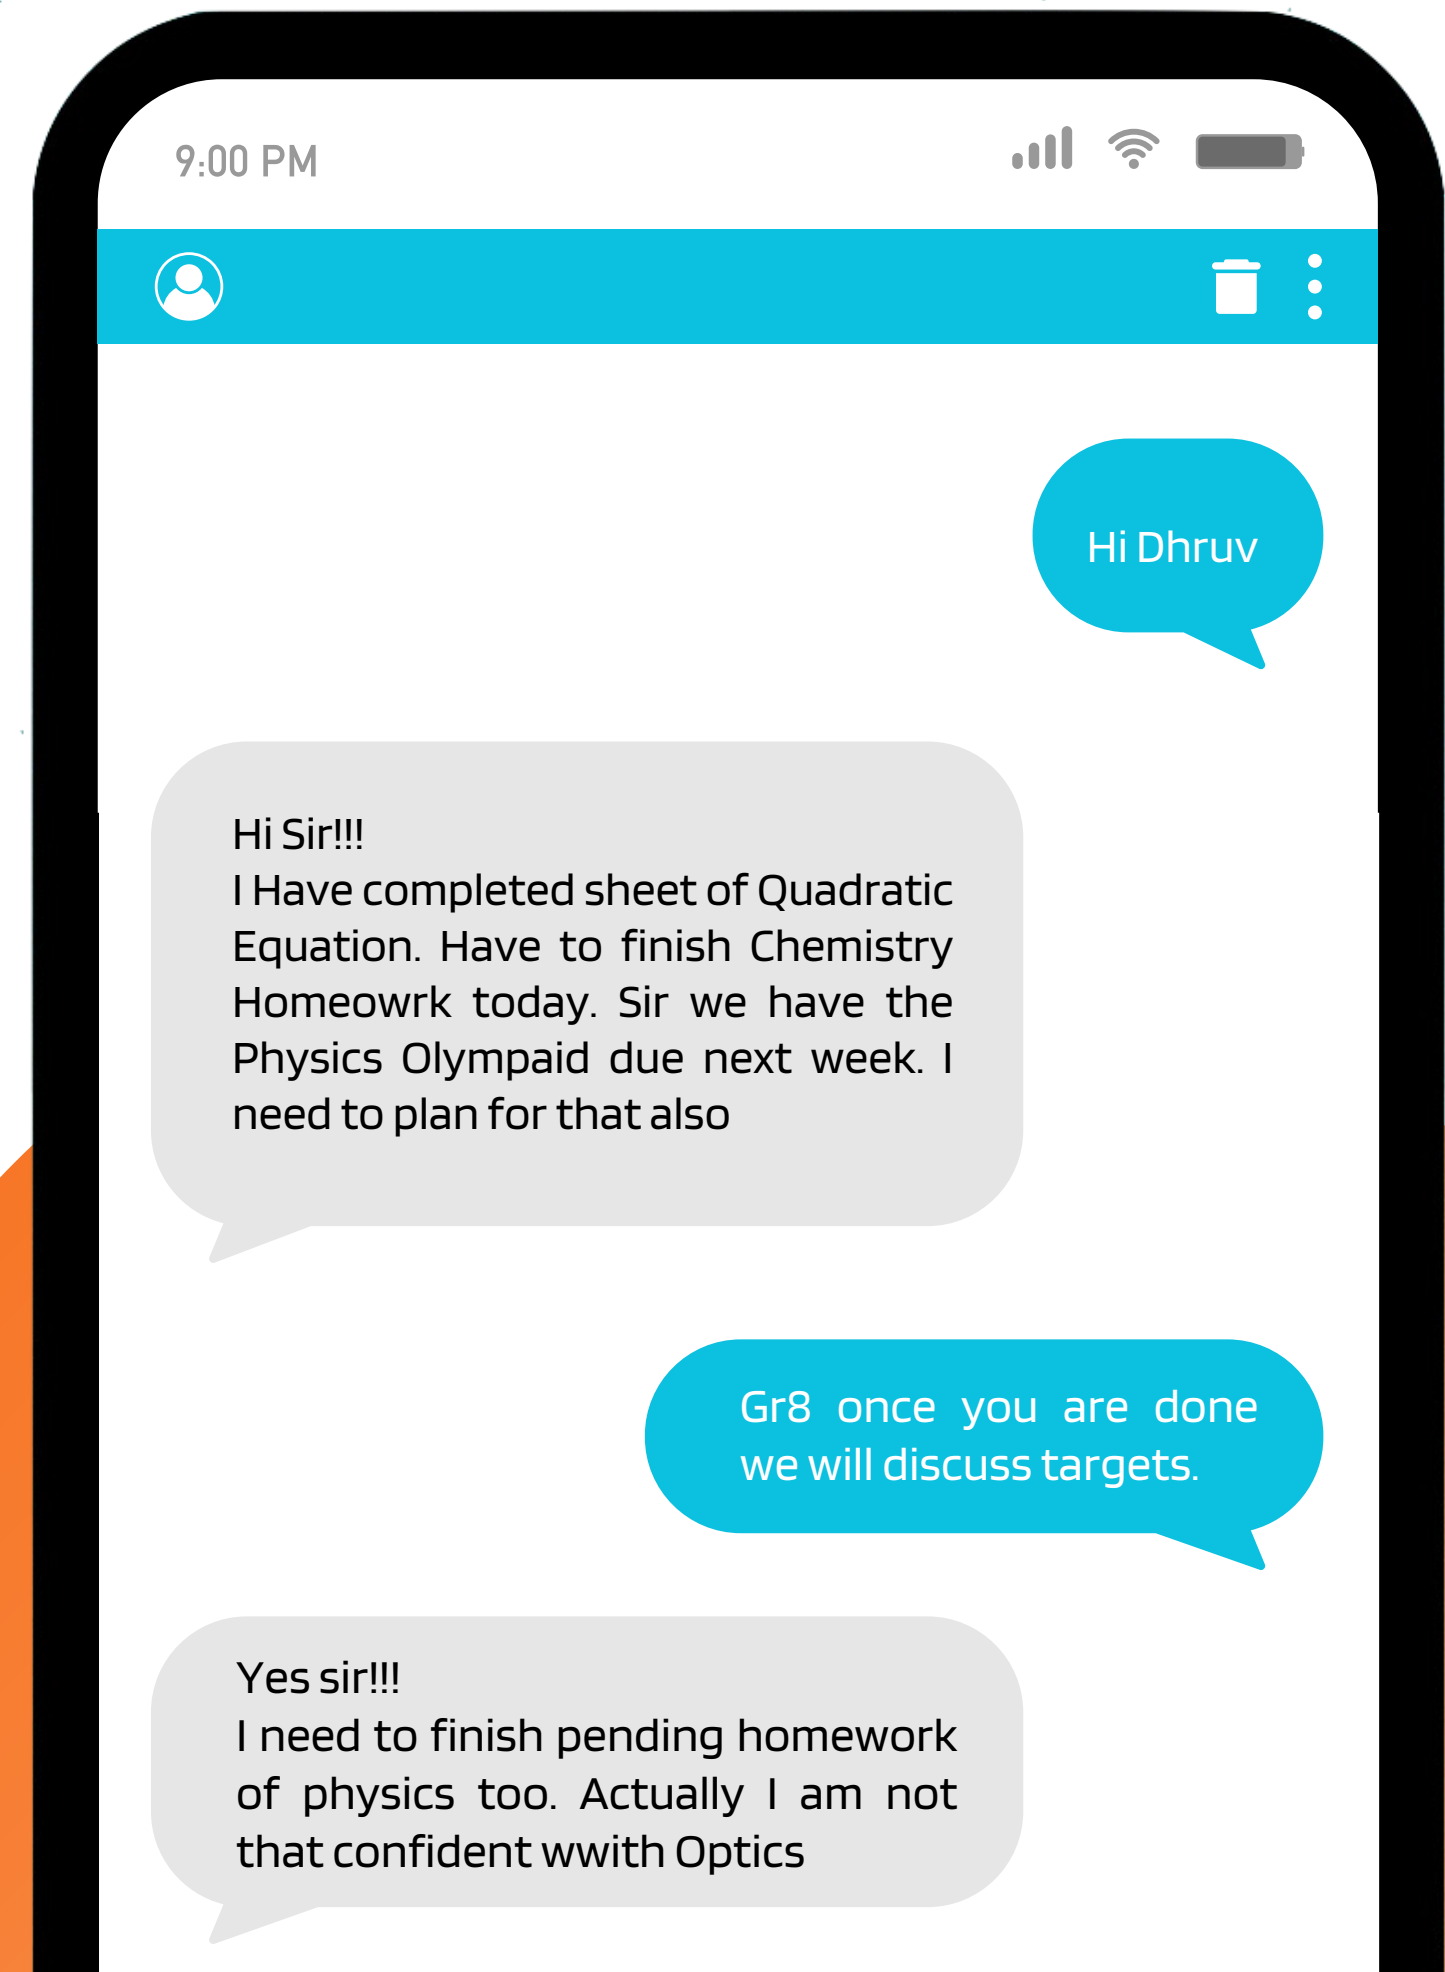 9:00 PM
Hi Dhruv
Hi Sir!!!
I Have completed sheet of Quadratic
Equation. Have to finish Chemistry
Homeowrk today. Sir we have the
Physics Olympaid due next week. I
need to plan for that also
Gr8 once you are done
we will discuss targets.
Yes sir!!!
I need to finish pending homework
of physics too. Actually I am not
that confident wwith Optics